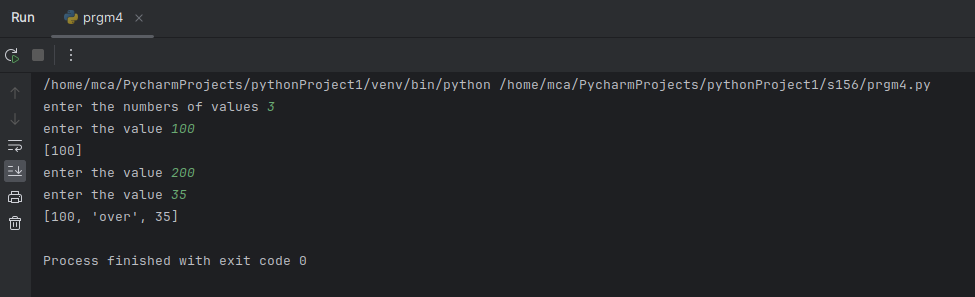 Run prgm4
/home/mca/PycharmProjects/pythonProject1/venv/bin/python /home/mca/PycharmProjects/pythonProject1/s156/prgm4.py
enter the numbers of values 3
enter the value 100
[100]
enter the value 200
enter the value 35
[100, 'over', 35]
Process finished with exit code 0